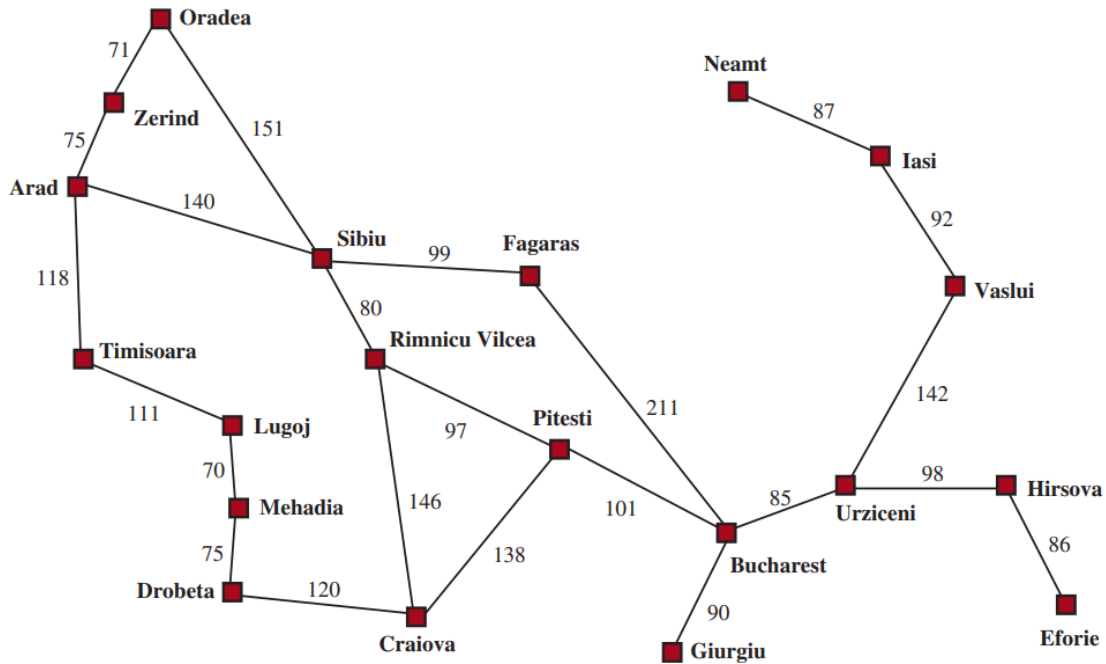 Oradea
71
Neamt
Zerind
87
151
75
Iasi
Arad
140
92
Sibiu
Fagaras
99
118
Vaslui
80
Timisoara
Rimnicu Vilcea
142
211
111
Lugoj
97
Pitesti
70
98
Hirsova
Mehadia
146
101
85
Urziceni
86
75
138
Bucharest
Drobeta
120
90
Craiova
Giurgiu
Eforie